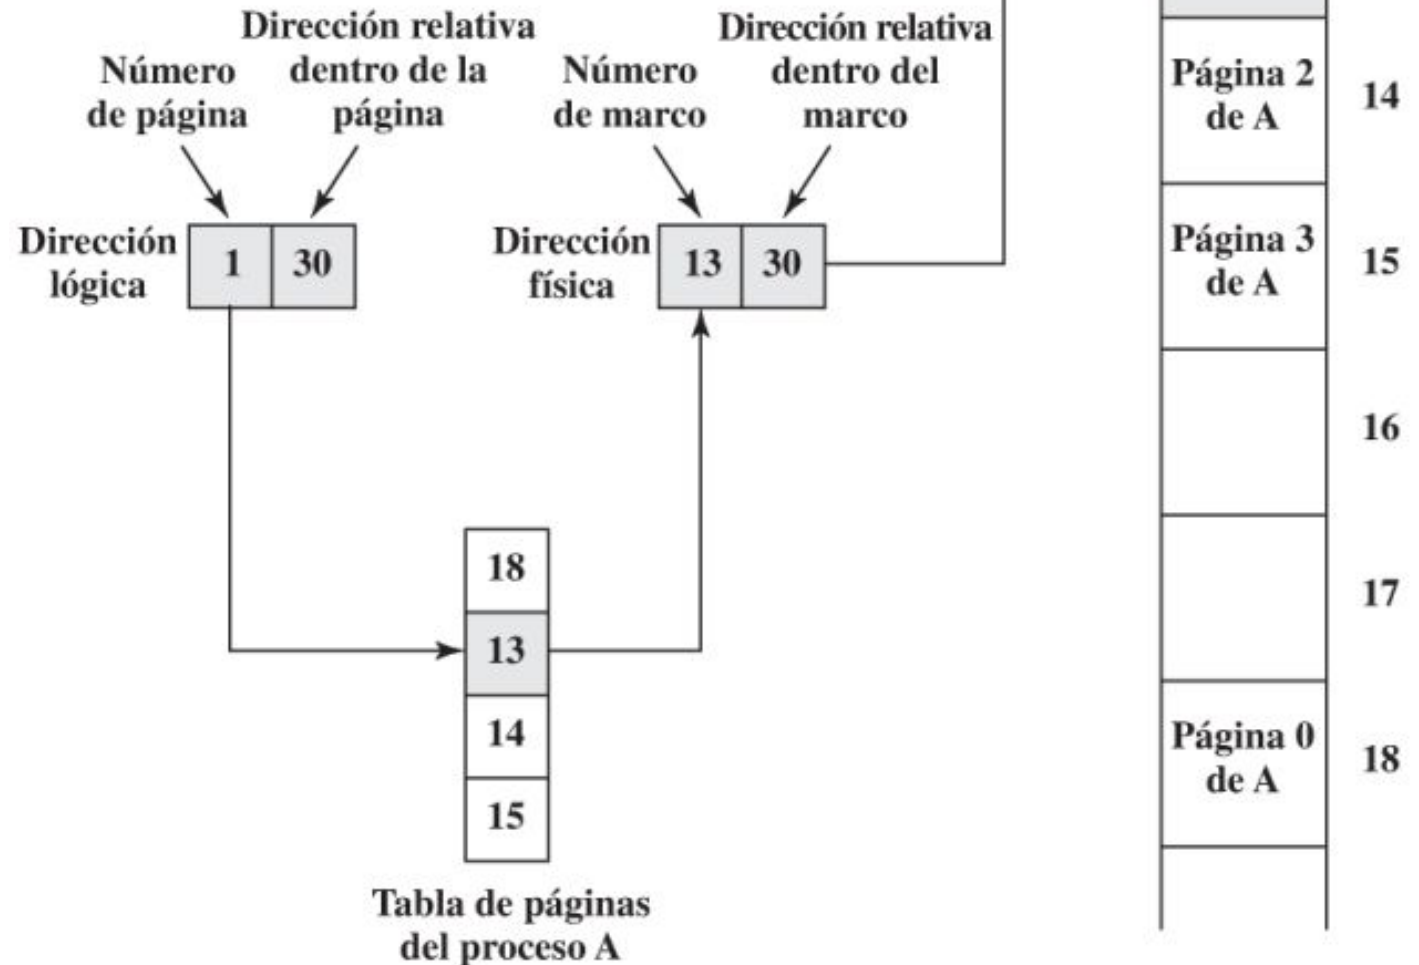 Número
de página
Dirección relativa
dentro de la
página
Número
de marco
Dirección relativa
dentro del
marco
Dirección
lógica
1
30
Dirección
física
13
30
18
13
14
15
Tabla de páginas
del proceso A
Página 2
de A
14
Página 3
de A
15
16
17
Página 0
de A
18